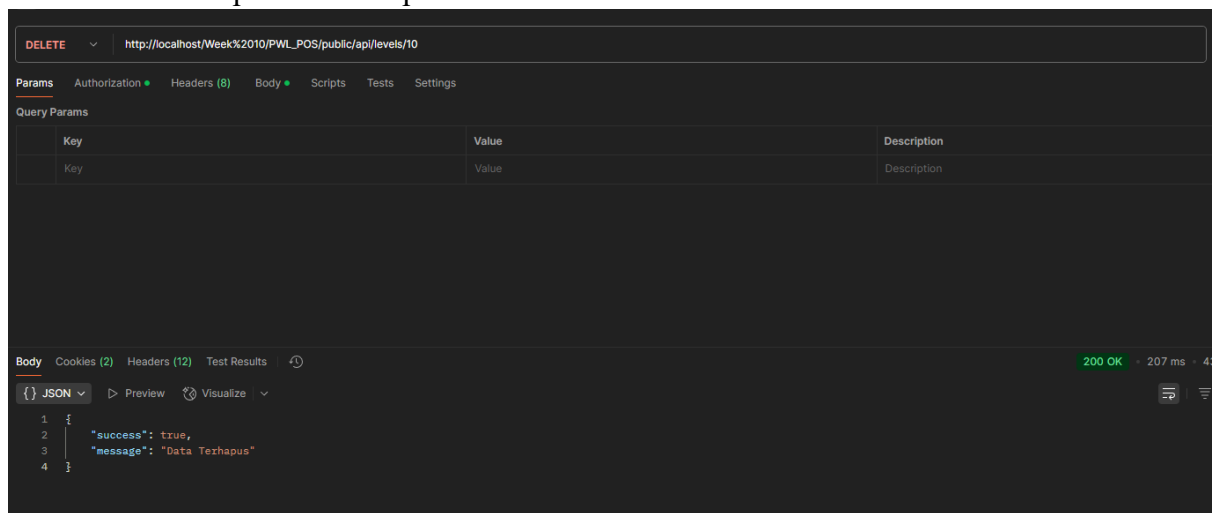 DELETE http://localhost/Week%2010/PWL_POS/public/api/levels/10
Params Authorization Headers (8) Body Scripts Tests Settings
Query Params
Key Value Description
Key Value Description
Body Cookies (2) Headers (12) Test Results 200 OK 207 ms
{} JSON Preview Visualize
1 {
2 "success": true,
3 "message": "Data Terhapus"
4 }